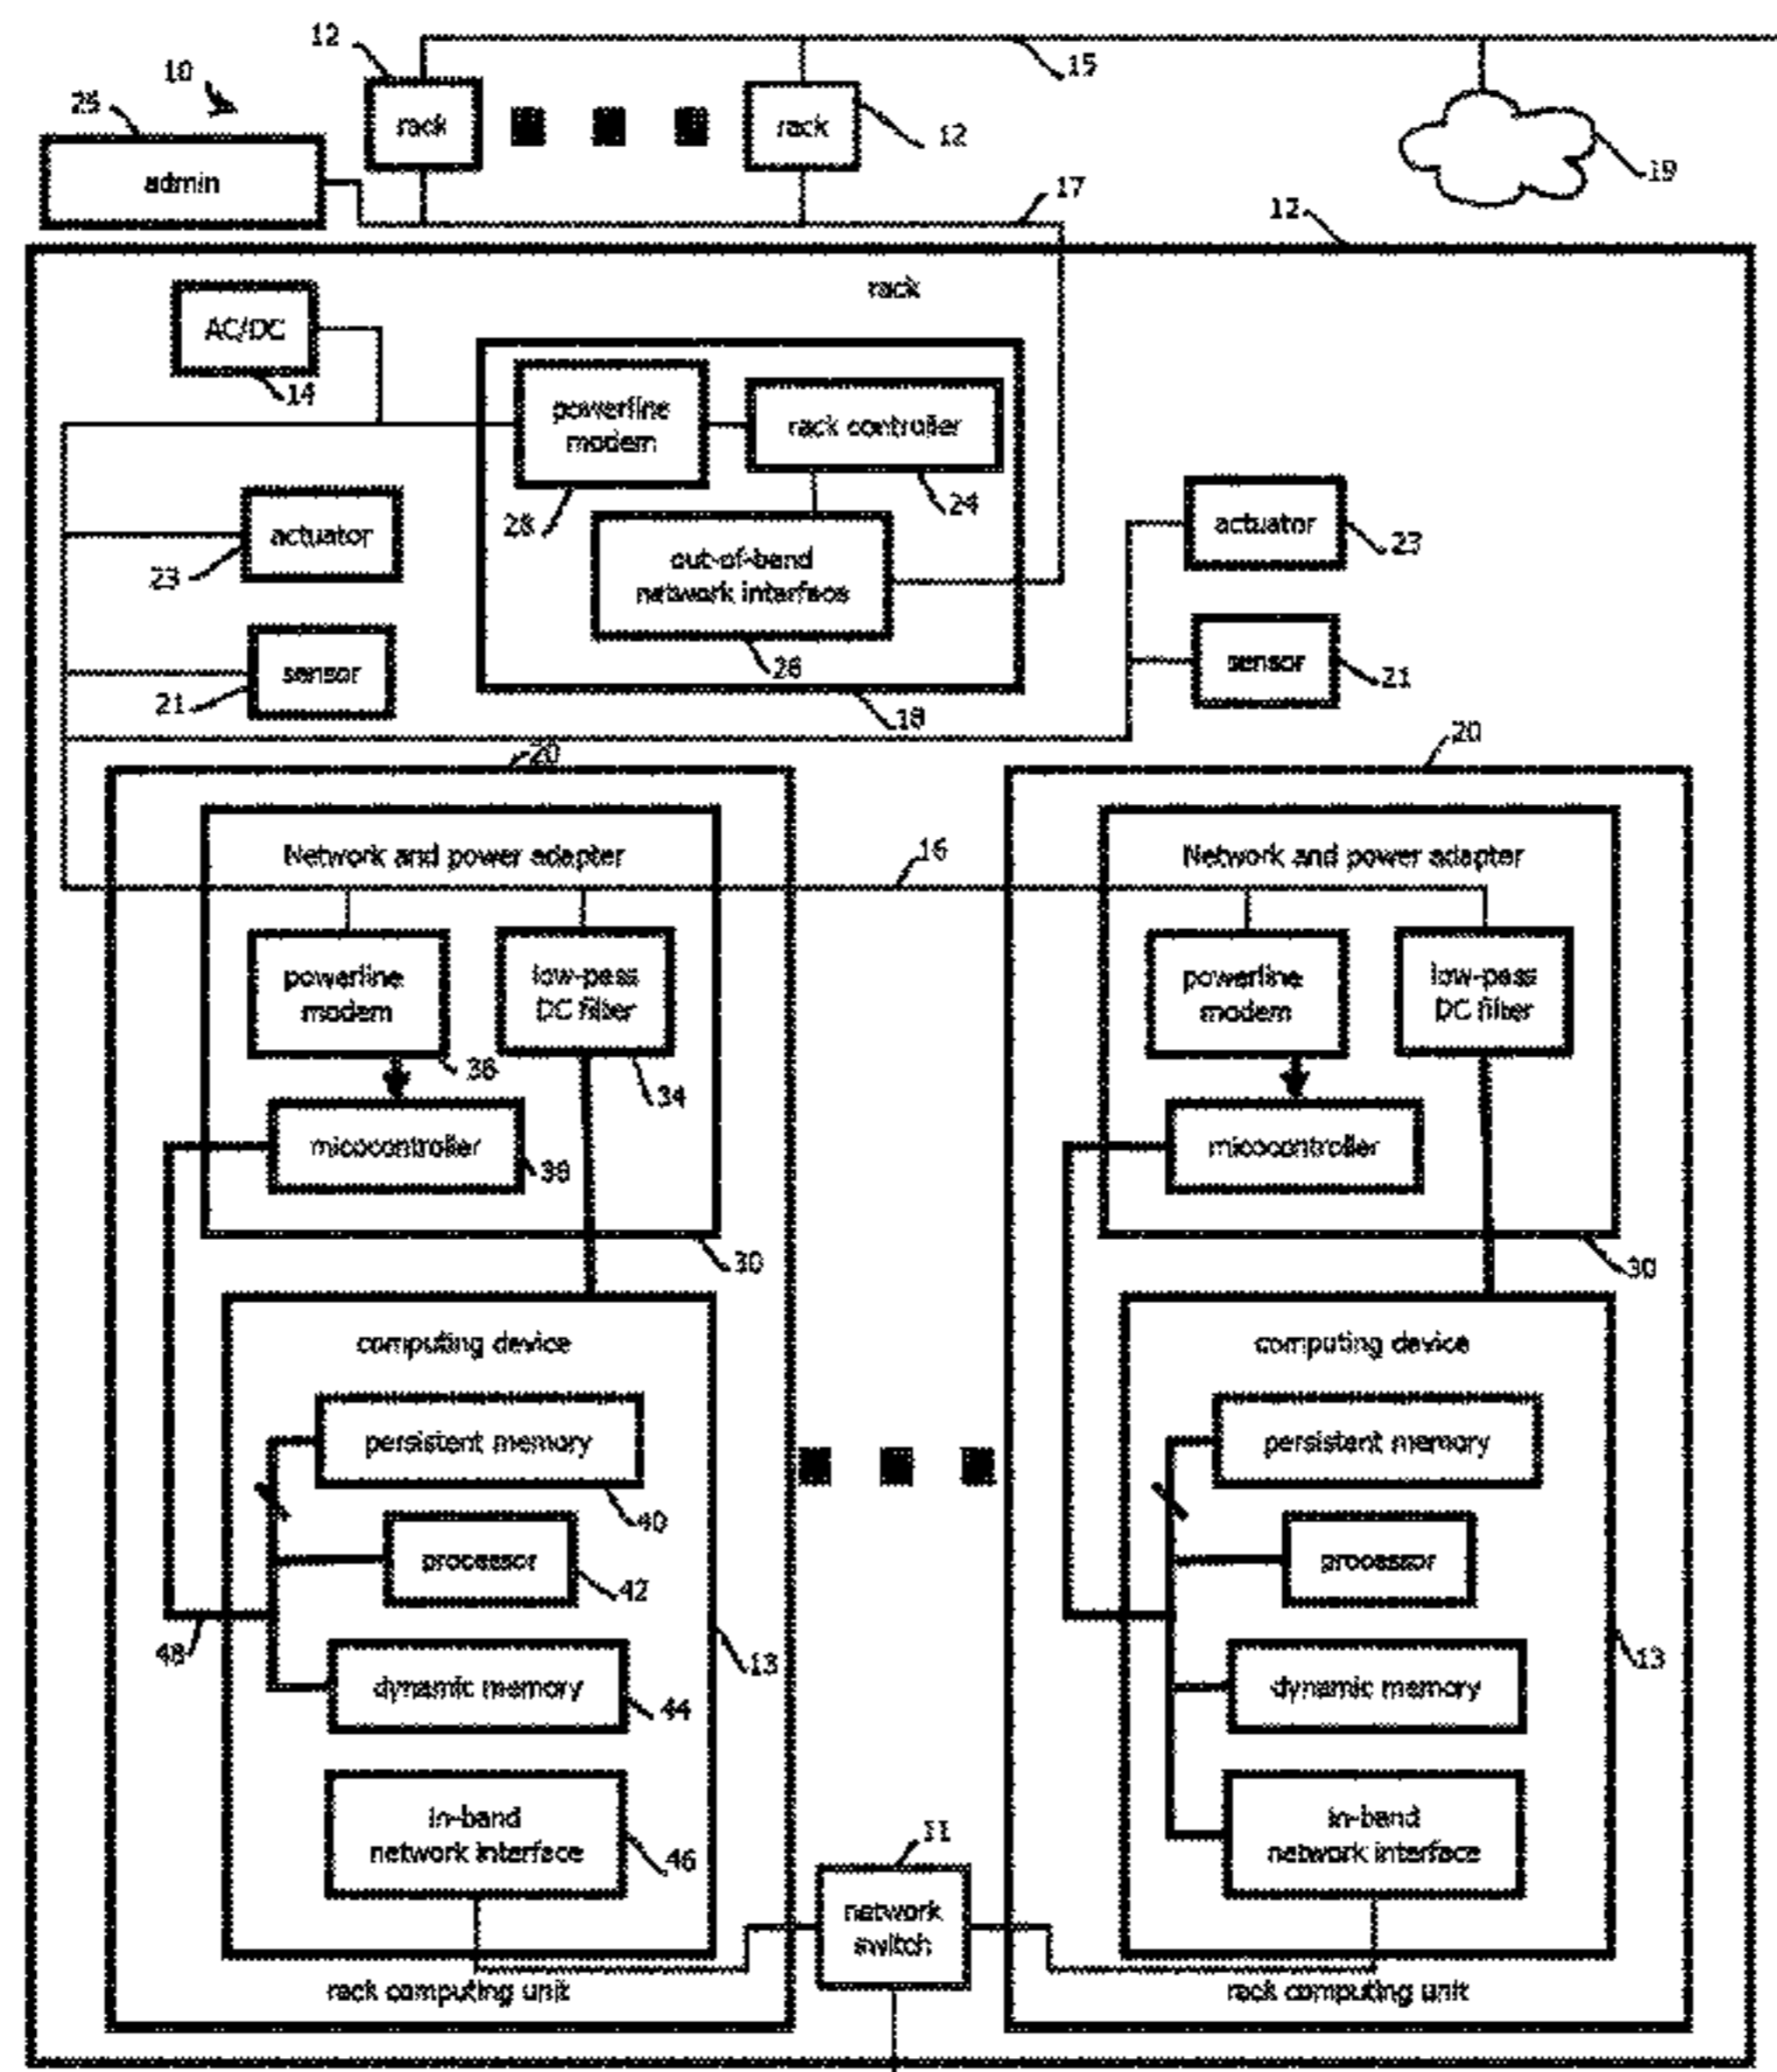 12
15
10
25
rack
rack
12
admin
19
17
12
rack
AC/DC
14
powerline
modem
rack controller
28
24
actuator
23
out-of-band
network interface
26
actuator
23
sensor
21
sensor
21
18
20
20
Network and power adapter
16
Network and power adapter
powerline
modem
low-pass
DC filter
36
34
powerline
modem
low-pass
DC filter
micocontroller
38
micocontroller
30
30
computing device
computing device
persistent memory
40
persistent memory
processor
42
processor
48
13
13
dynamic memory
44
dynamic memory
in-band
network interface
46
11
in-band
network interface
network
switch
rack computing unit
rack computing unit